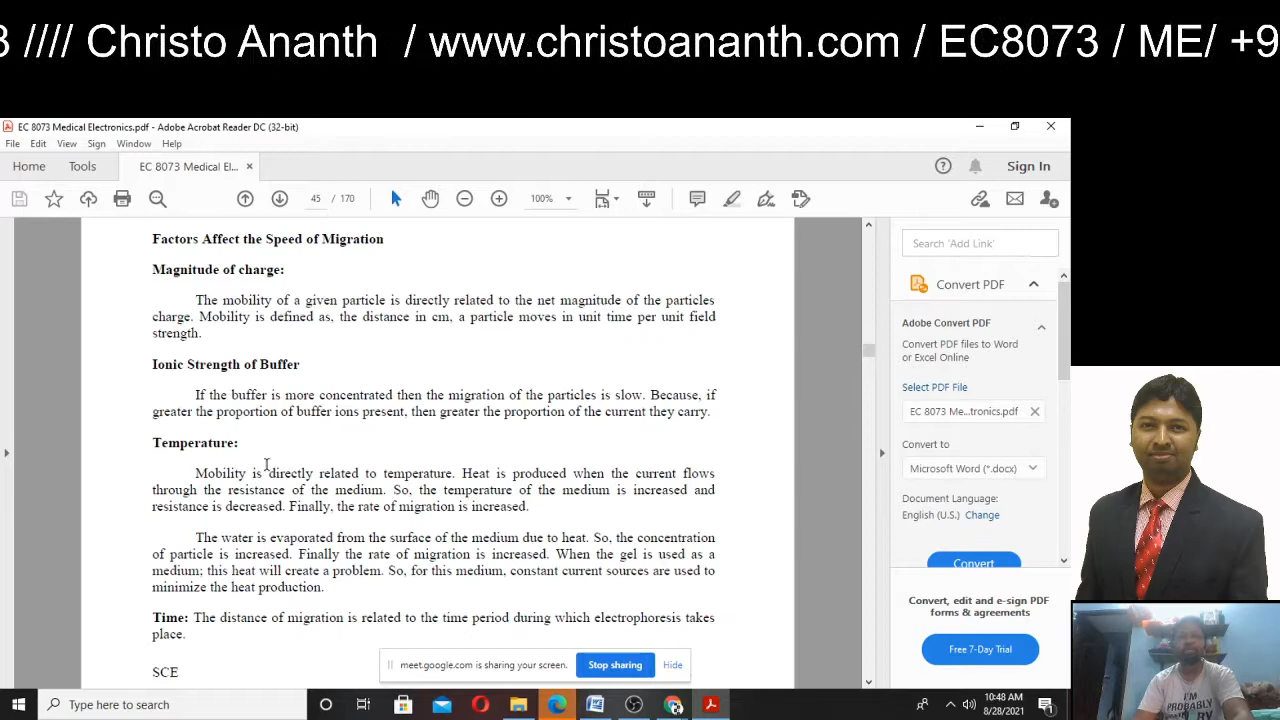 3 //// Christo Ananth / www.christoananth.com / EC8073 / ME/ +9
EC 8073 Medical Electronics.pdf - Adobe Acrobat Reader DC (32-bit)
File Edit View Sign Window Help
Home Tools EC 8073 Medical El... × Sign In
45 / 170 100%
Factors Affect the Speed of Migration
Magnitude of charge:
The mobility of a given particle is directly related to the net magnitude of the particles
charge. Mobility is defined as, the distance in cm, a particle moves in unit time per unit field
strength.
Ionic Strength of Buffer
If the buffer is more concentrated then the migration of the particles is slow. Because, if
greater the proportion of buffer ions present, then greater the proportion of the current they carry.
Temperature:
Mobility is directly related to temperature. Heat is produced when the current flows
through the resistance of the medium. So, the temperature of the medium is increased and
resistance is decreased. Finally, the rate of migration is increased.
The water is evaporated from the surface of the medium due to heat. So, the concentration
of particle is increased. Finally the rate of migration is increased. When the gel is used as a
medium; this heat will create a problem. So, for this medium, constant current sources are used to
minimize the heat production.
Time: The distance of migration is related to the time period during which electrophoresis takes
place.
SCE
Search 'Add Link'
Convert PDF
Adobe Convert PDF
Convert PDF files to Word
or Excel Online
Select PDF File
EC 8073 Me...tronics.pdf
Convert to
Microsoft Word (*.docx)
Document Language:
English (U.S.) Change
Convert
Convert, edit and e-sign PDF
forms & agreements
Free 7-Day Trial
meet.google.com is sharing your screen. Stop sharing Hide
I'M
PROBABLY
Type here to search
10:48 AM
8/28/2021